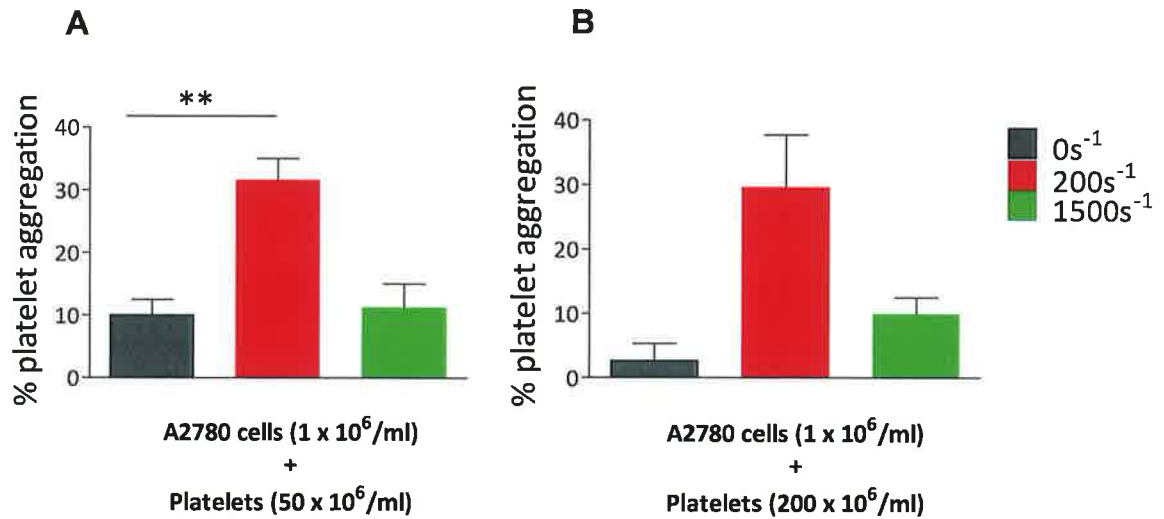 A
**
% platelet aggregation
40
30
20
10
0
A2780 cells (1 x 10⁶/ml)
+
Platelets (50 x 10⁶/ml)
B
% platelet aggregation
40
30
20
10
0
A2780 cells (1 x 10⁶/ml)
+
Platelets (200 x 10⁶/ml)
0s⁻¹
200s⁻¹
1500s⁻¹